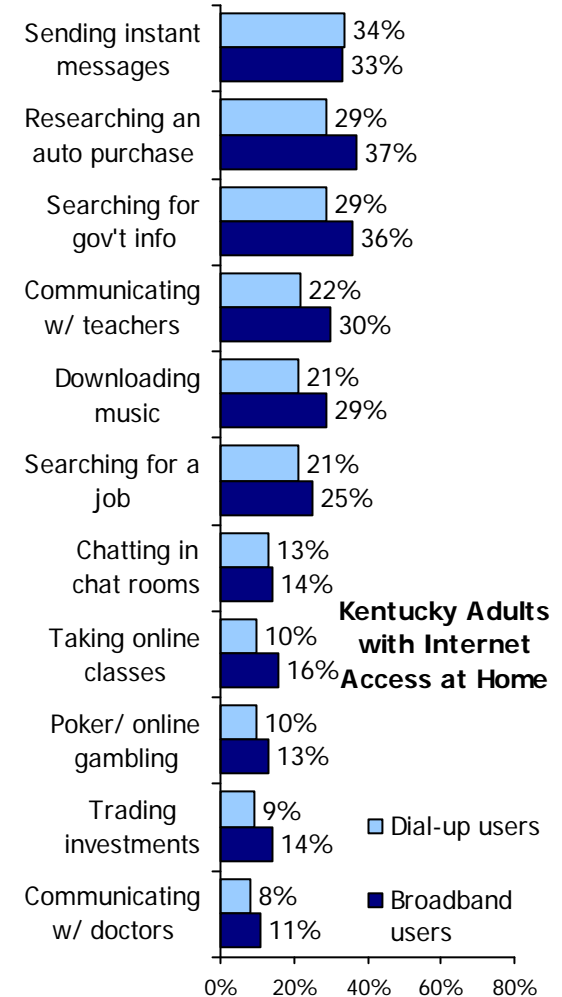 Sending instant
messages
34%
33%
Researching an
auto purchase
29%
37%
Searching for
gov't info
29%
36%
Communicating
w/ teachers
22%
30%
Downloading
music
21%
29%
Searching for a
job
21%
25%
Chatting in
chat rooms
13%
14%
Kentucky Adults
with Internet
Access at Home
Taking online
classes
10%
16%
Poker/ online
gambling
10%
13%
Trading
investments
9%
14%
Dial-up users
Communicating
w/ doctors
8%
11%
Broadband
users
0% 20% 40% 60% 80%